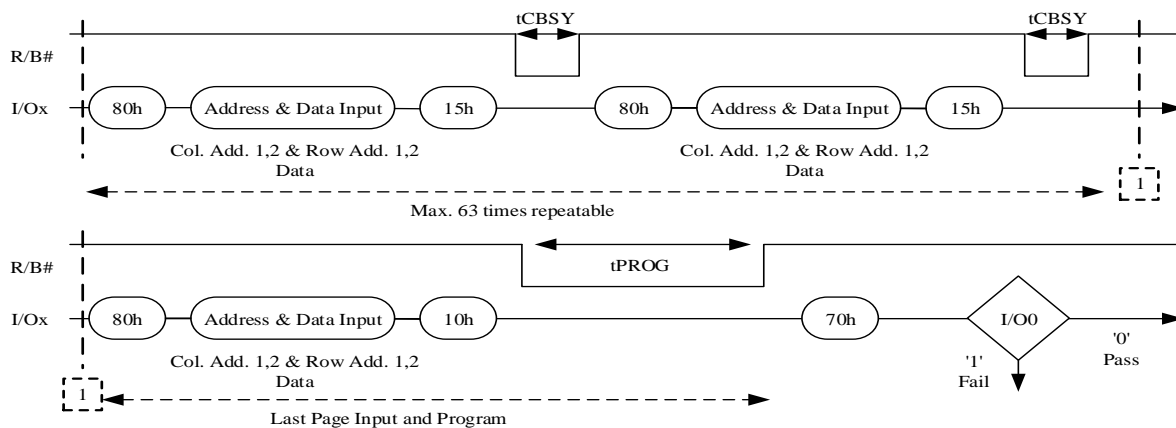 tCBSY tCBSY
R/B#
I/Ox 80h Address & Data Input 15h 80h Address & Data Input 15h
Col. Add. 1,2 & Row Add. 1,2 Col. Add. 1,2 & Row Add. 1,2
Data Data
1
Max. 63 times repeatable
R/B# tPROG
I/Ox 80h Address & Data Input 10h 70h I/O0
'0'
Col. Add. 1,2 & Row Add. 1,2 '1' Pass
Data Fail
1
Last Page Input and Program